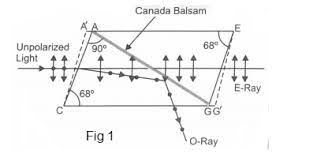 Canada Balsam
A' A
E
Unpolarized
Light
90°
68°
E-Ray
68°
C
GG'
O-Ray
Fig 1